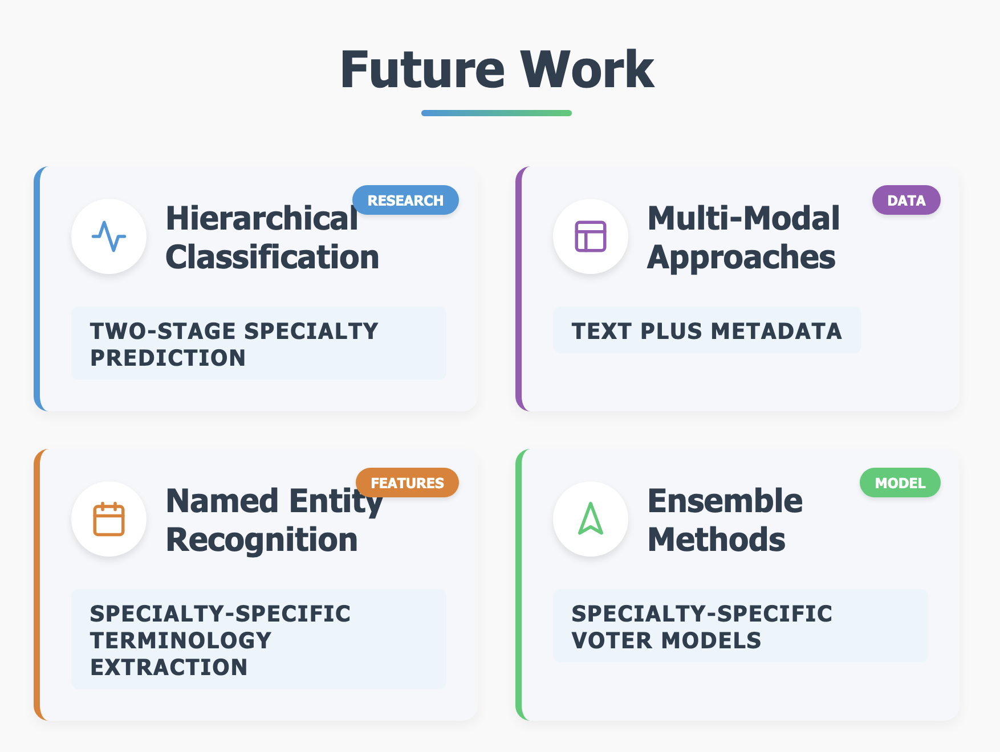 Future Work
RESEARCH
Hierarchical
Classification
TWO-STAGE SPECIALTY
PREDICTION
DATA
Multi-Modal
Approaches
TEXT PLUS METADATA
FEATURES
Named Entity
Recognition
SPECIALTY-SPECIFIC
TERMINOLOGY
EXTRACTION
MODEL
Ensemble
Methods
SPECIALTY-SPECIFIC
VOTER MODELS